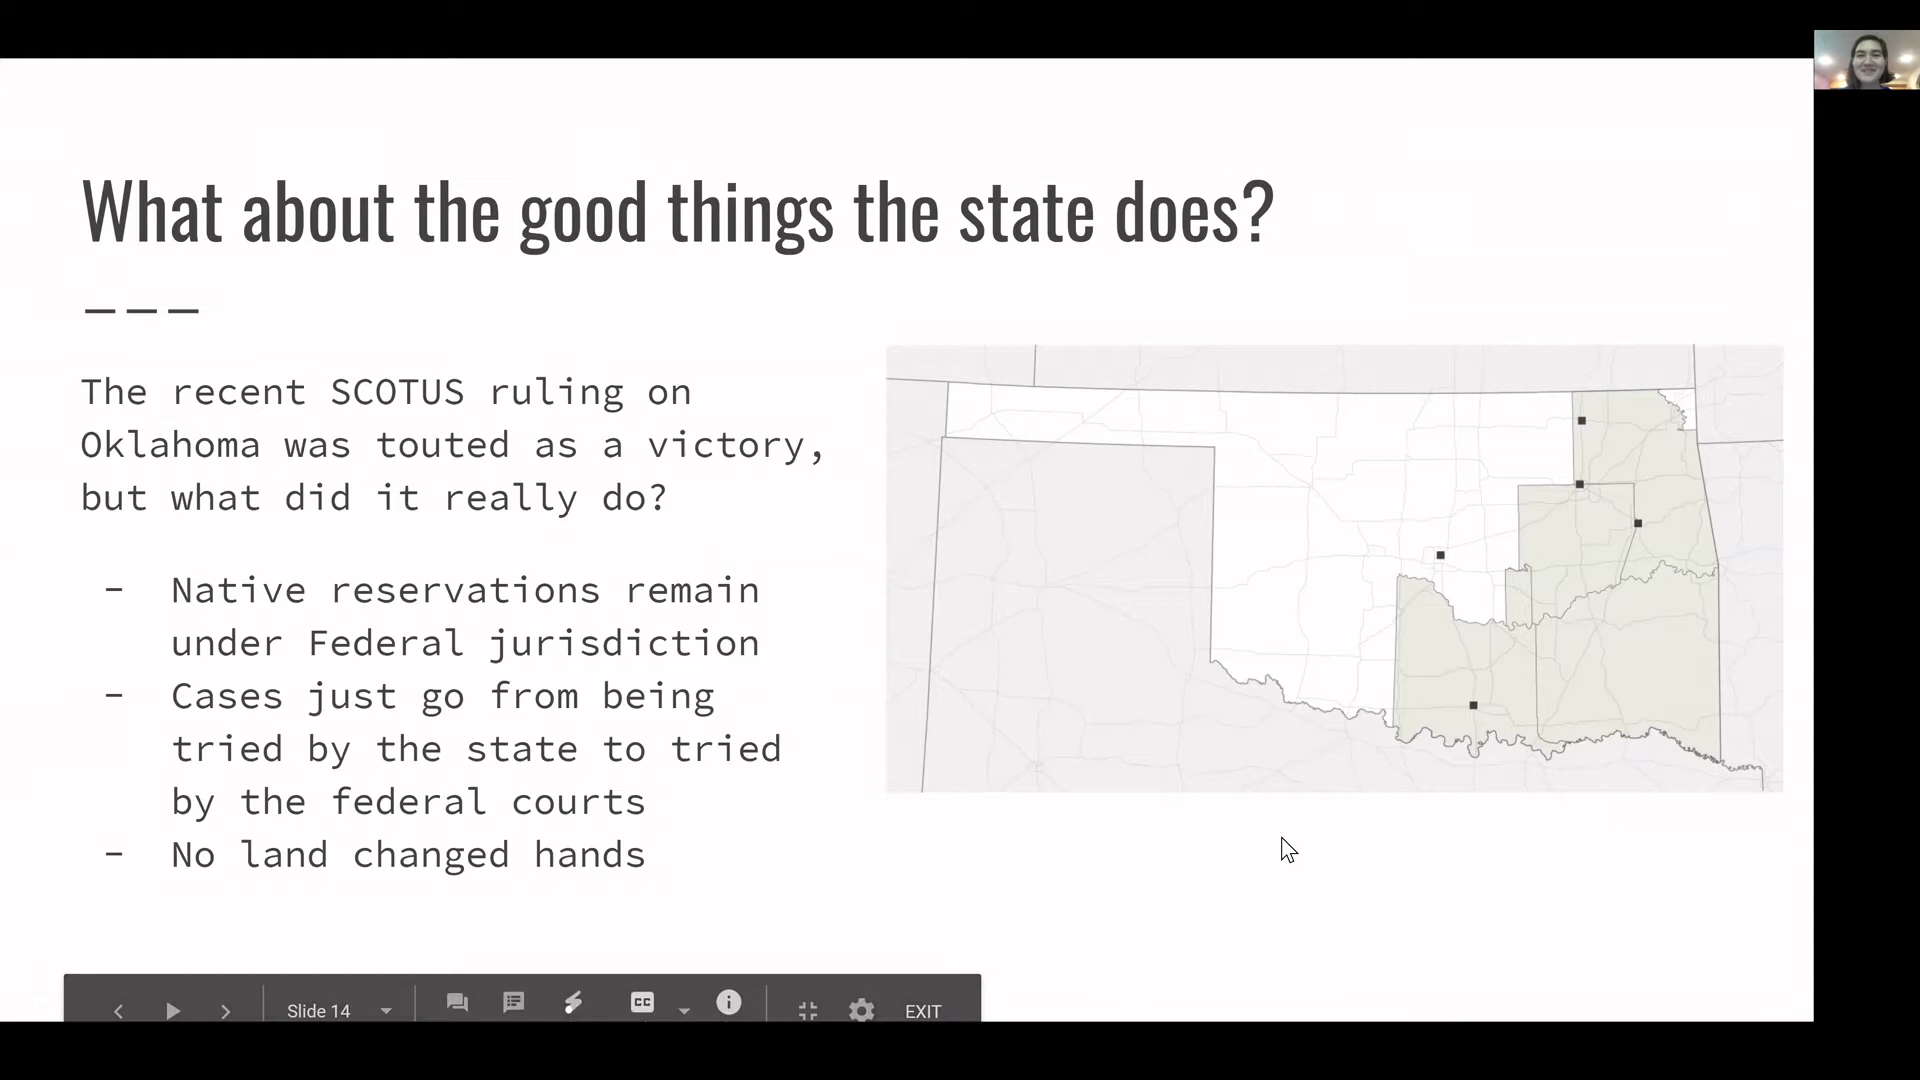 What about the good things the state does?
The recent SCOTUS ruling on
Oklahoma was touted as a victory,
but what did it really do?
- Native reservations remain
under Federal jurisdiction
- Cases just go from being
tried by the state to tried
by the federal courts
- No land changed hands
Slide 14
CC
EXIT